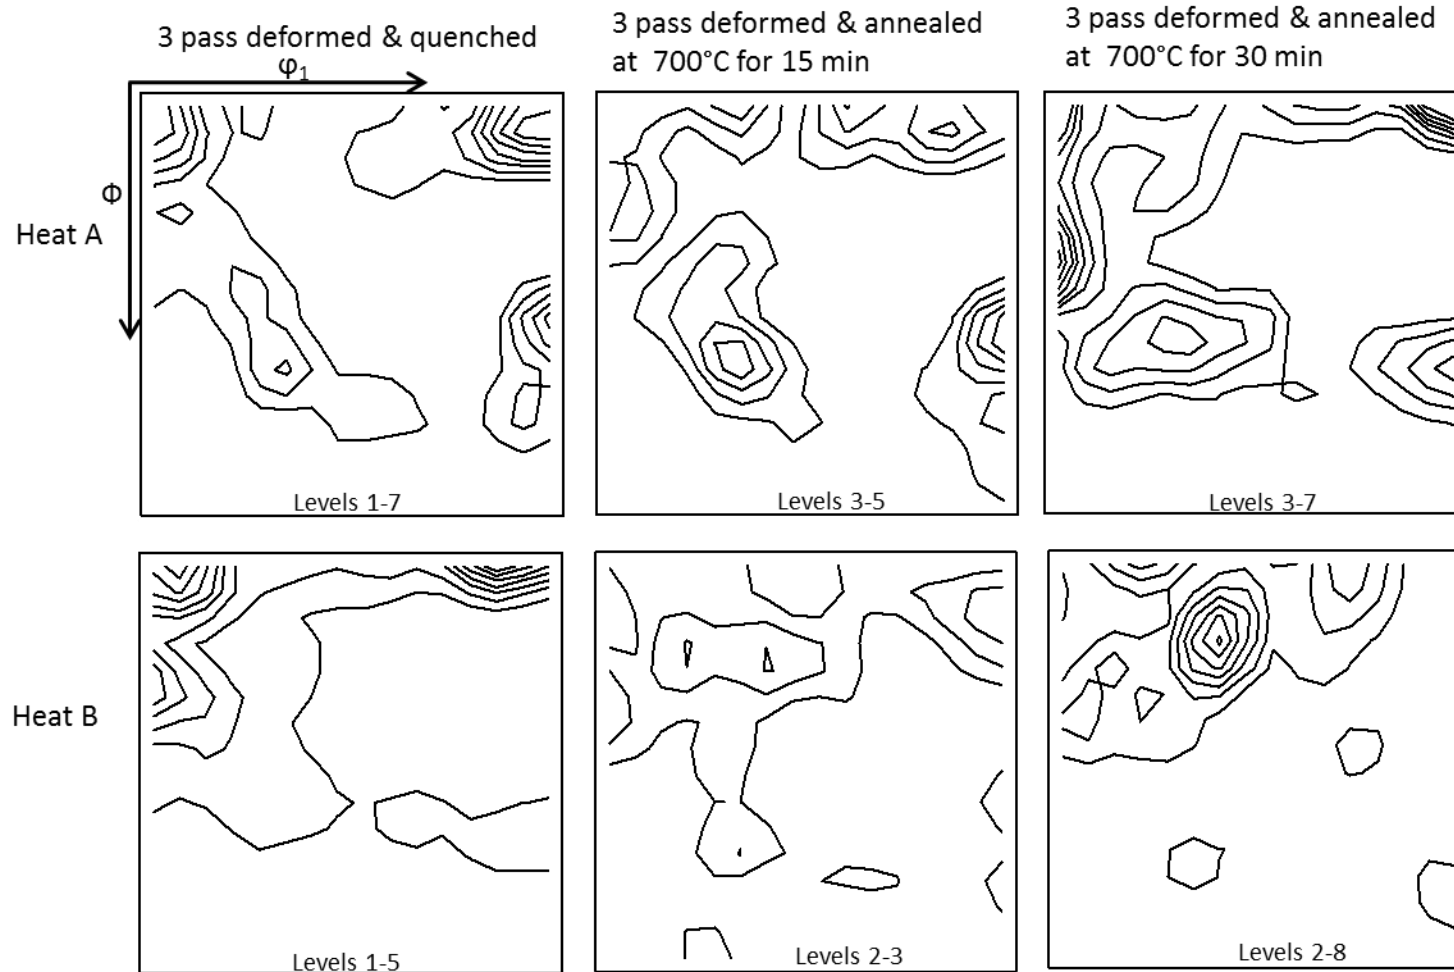 3 pass deformed & quenched
3 pass deformed & annealed
at 700°C for 15 min
3 pass deformed & annealed
at 700°C for 30 min
φ1
Φ
Heat A
Levels 1-7
Levels 3-5
Levels 3-7
Heat B
Levels 1-5
Levels 2-3
Levels 2-8